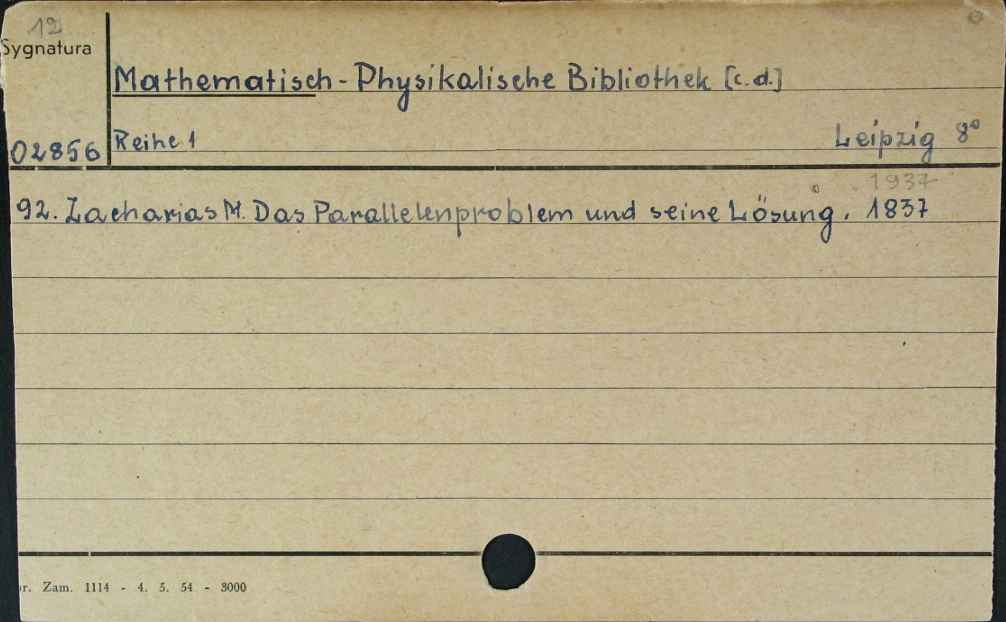 12
Sygnatura
Mathematisch-Physikalische Bibliothek [c.d.]
02856
Reihe 1 Leipzig 8°
1937
92. Zacharias M. Das Parallelenproblem und seine Lösung. 1837
r. Zam. 1114 - 4. 5. 54 - 3000